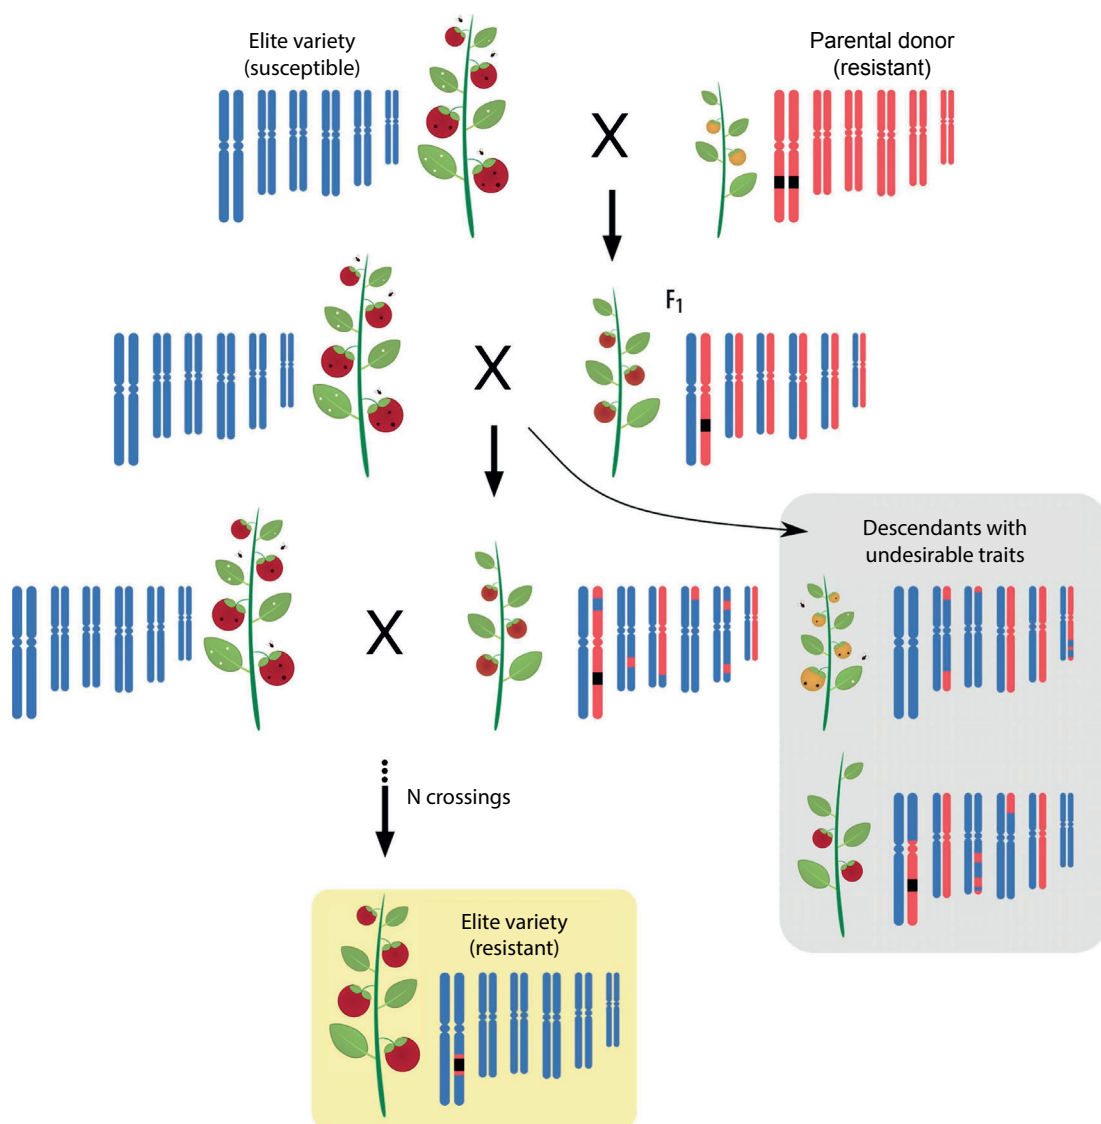 Elite variety
(susceptible)
Parental donor
(resistant)
X
F1
X
Descendants with
undesirable traits
X
N crossings
Elite variety
(resistant)